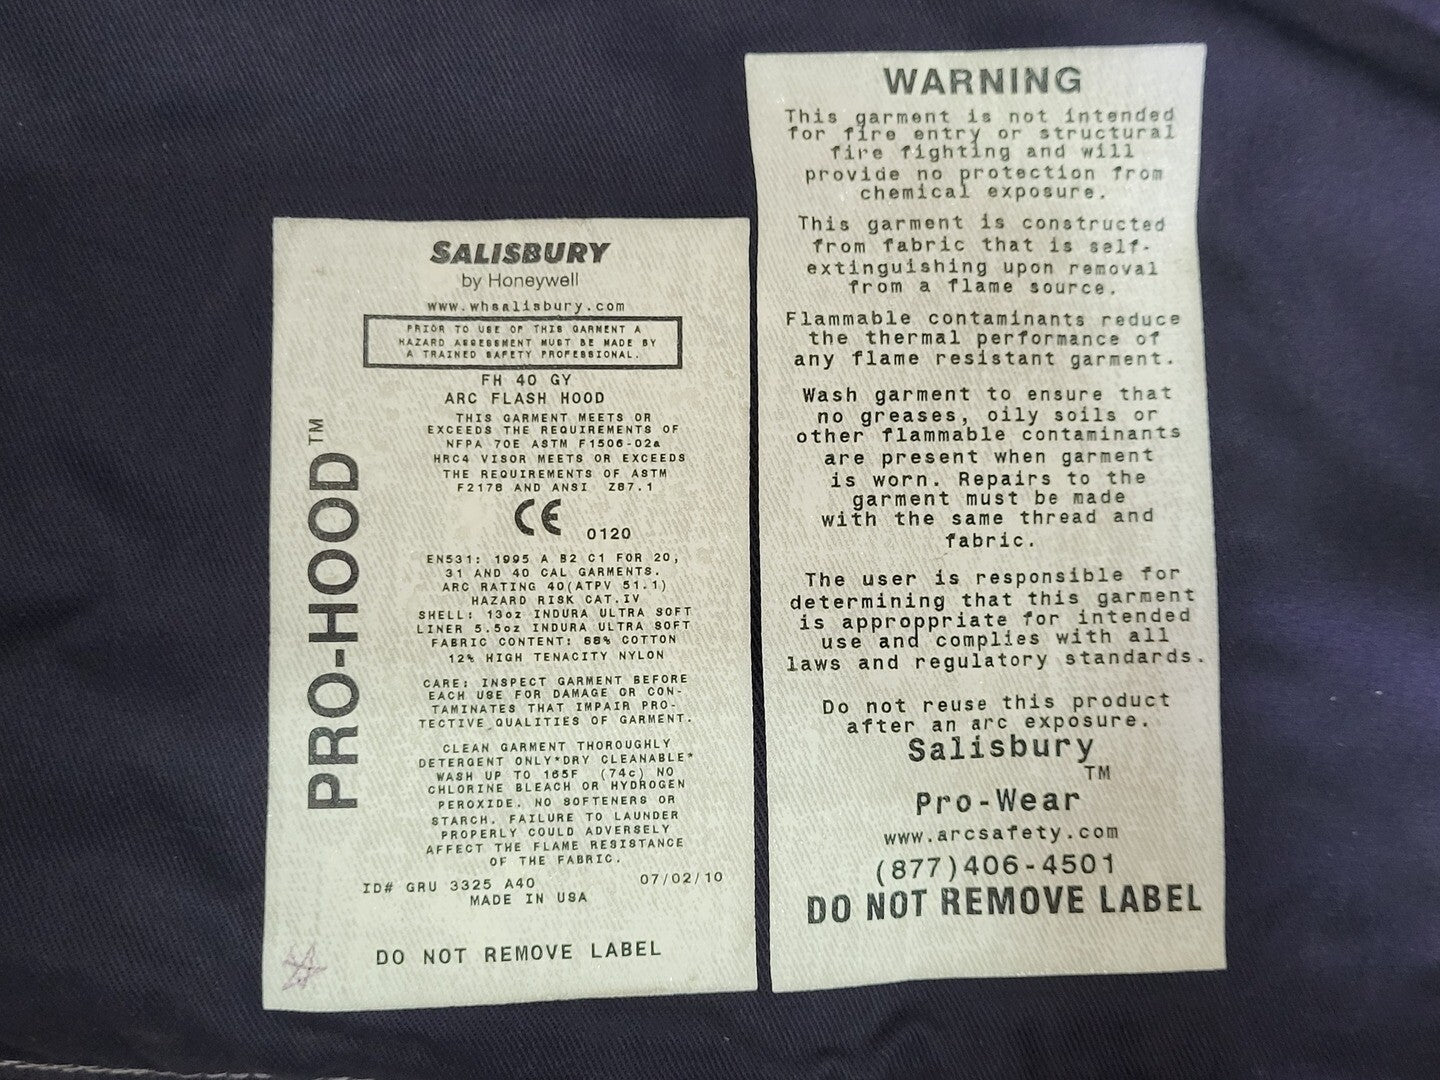 SALISBURY
by Honeywell
www.whsalisbury.com
PRIOR TO USE OF THIS GARMENT A
HAZARD ASSESSMENT MUST BE MADE BY
A TRAINED SAFETY PROFESSIONAL.
FH 40 GY
ARC FLASH HOOD
THIS GARMENT MEETS OR
EXCEEDS THE REQUIREMENTS OF
NFPA 70E ASTM F1506-02a
HRC4 VISOR MEETS OR EXCEEDS
THE REQUIREMENTS OF ASTM
F2178 AND ANSI Z87.1
CE 0120
EN531: 1995 A B2 C1 FOR 20,
31 AND 40 CAL GARMENTS.
ARC RATING 40(ATPV 51.1)
HAZARD RISK CAT.IV
SHELL: 13oz INDURA ULTRA SOFT
LINER 5.5oz INDURA ULTRA SOFT
FABRIC CONTENT: 88% COTTON
12% HIGH TENACITY NYLON
CARE: INSPECT GARMENT BEFORE
EACH USE FOR DAMAGE OR CON-
TAMINATES THAT IMPAIR PRO-
TECTIVE QUALITIES OF GARMENT.
CLEAN GARMENT THOROUGHLY
DETERGENT ONLY*DRY CLEANABLE*
WASH UP TO 165F (74c) NO
CHLORINE BLEACH OR HYDROGEN
PEROXIDE. NO SOFTENERS OR
STARCH. FAILURE TO LAUNDER
PROPERLY COULD ADVERSELY
AFFECT THE FLAME RESISTANCE
OF THE FABRIC.
ID# GRU 3325 A40 07/02/10
MADE IN USA
DO NOT REMOVE LABEL
PRO-HOOD™
WARNING
This garment is not intended
for fire entry or structural
fire fighting and will
provide no protection from
chemical exposure.
This garment is constructed
from fabric that is self-
extinguishing upon removal
from a flame source.
Flammable contaminants reduce
the thermal performance of
any flame resistant garment.
Wash garment to ensure that
no greases, oily soils or
other flammable contaminants
are present when garment
is worn. Repairs to the
garment must be made
with the same thread and
fabric.
The user is responsible for
determining that this garment
is approppriate for intended
use and complies with all
laws and regulatory standards.
Do not reuse this product
after an arc exposure.
Salisbury
TM
Pro-Wear
www.arcsafety.com
(877)406-4501
DO NOT REMOVE LABEL